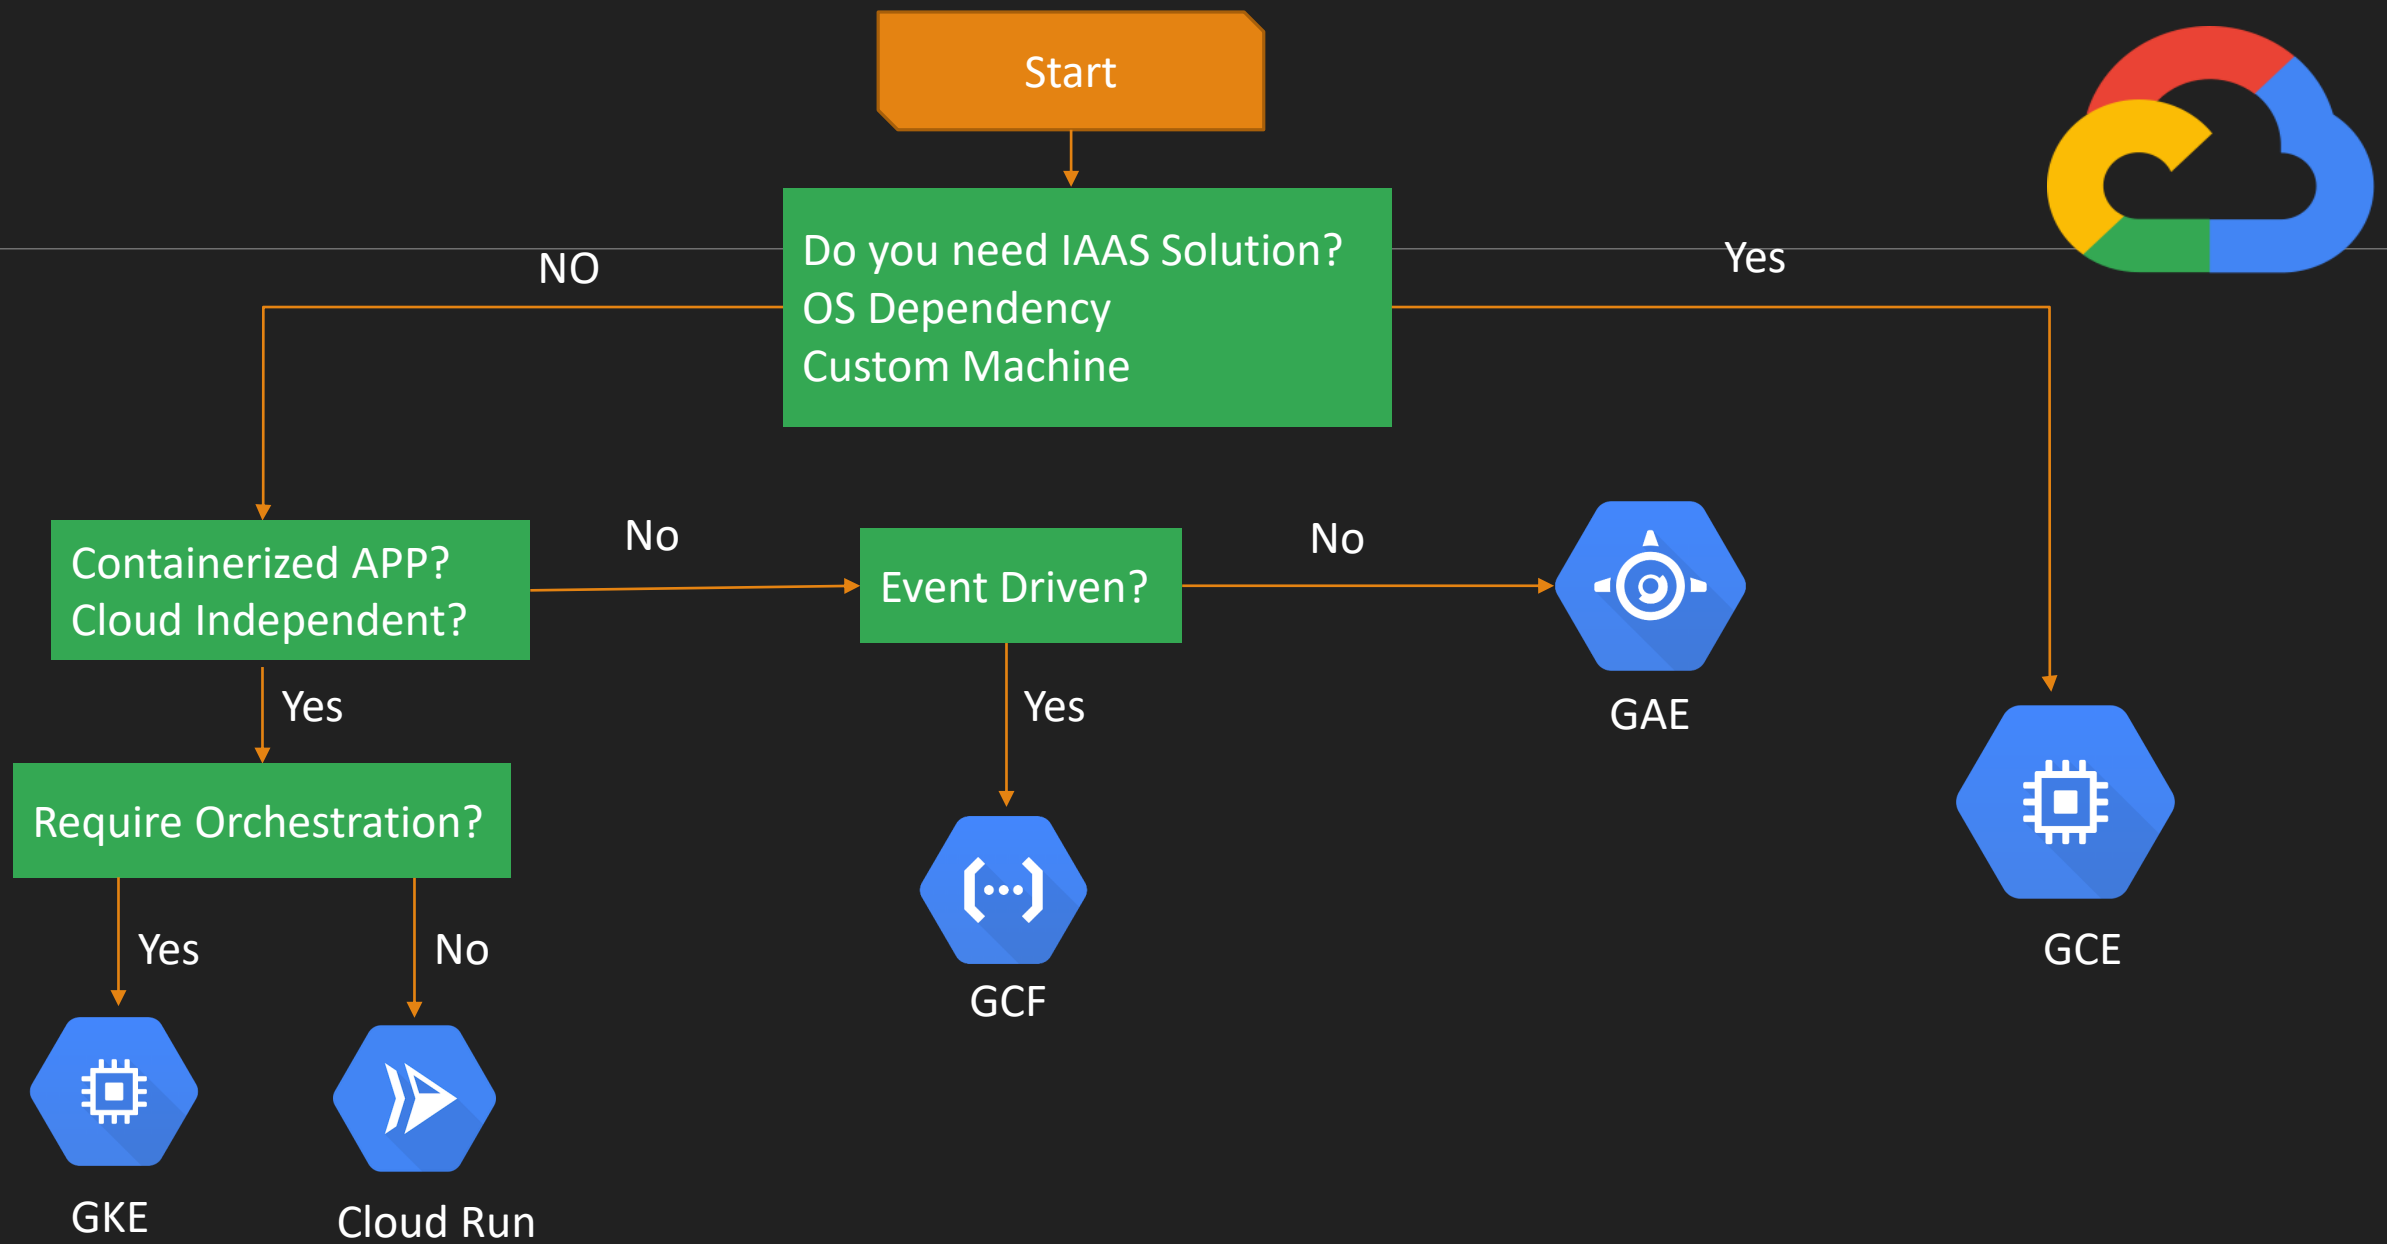 Start
Do you need IAAS Solution?
OS Dependency
Custom Machine
NO
Yes
Containerized APP?
Cloud Independent?
No
Event Driven?
No
GAE
Yes
Yes
Require Orchestration?
Yes
No
GCF
GCE
GKE
Cloud Run